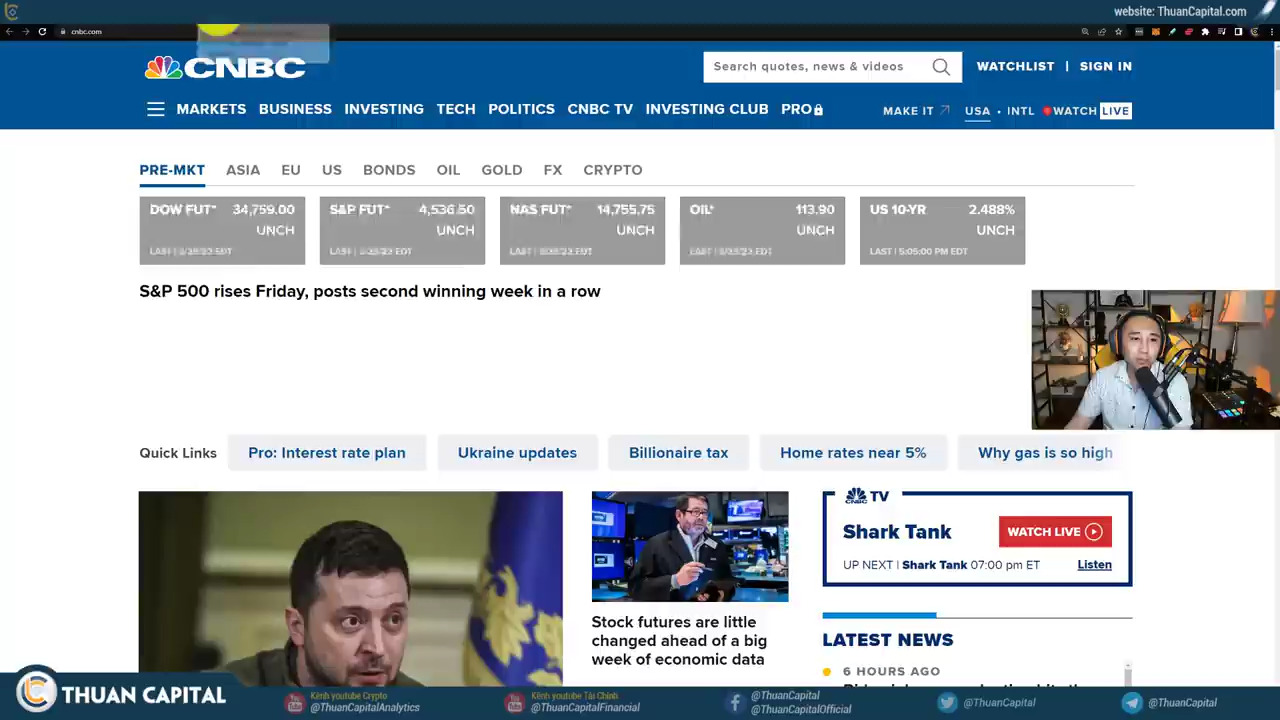 website: ThuanCapital.com
cnbc.com
CNBC
Search quotes, news & videos
WATCHLIST | SIGN IN
MARKETS BUSINESS INVESTING TECH POLITICS CNBC TV INVESTING CLUB PRO
MAKE IT USA • INTL WATCH LIVE
PRE-MKT ASIA EU US BONDS OIL GOLD FX CRYPTO
DOW FUT* 34,759.00
UNCH
S&P FUT* 4,536.50
UNCH
NAS FUT* 14,755.75
UNCH
OIL* 113.90
UNCH
US 10-YR 2.488%
UNCH
LAST | 5:05:00 PM EDT
S&P 500 rises Friday, posts second winning week in a row
Quick Links
Pro: Interest rate plan
Ukraine updates
Billionaire tax
Home rates near 5%
Why gas is so high
Stock futures are little
changed ahead of a big
week of economic data
CNBC TV
Shark Tank
WATCH LIVE
UP NEXT | Shark Tank 07:00 pm ET
Listen
LATEST NEWS
6 HOURS AGO
THUAN CAPITAL
Kênh youtube Crypto
@ThuanCapitalAnalytics
Kênh youtube Tài Chính
@ThuanCapitalFinancial
@ThuanCapital
@ThuanCapitalOfficial
@ThuanCapital
@ThuanCapital